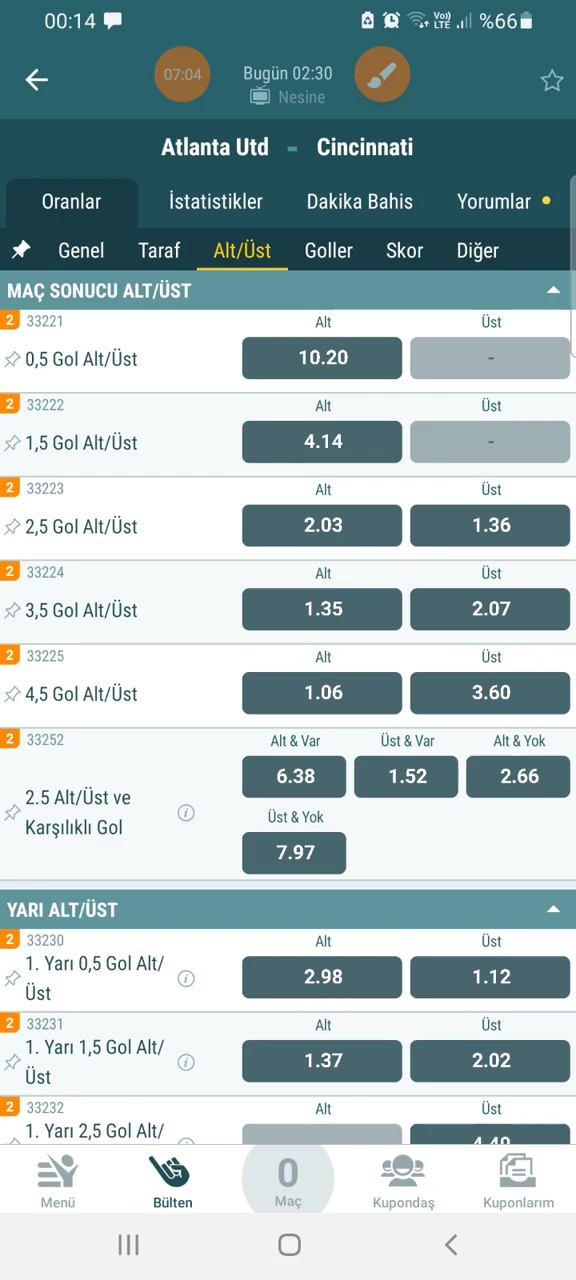 00:14
Vo)) LTE
%66
07:04
Bugün 02:30
Nesine
Atlanta Utd - Cincinnati
Oranlar İstatistikler Dakika Bahis Yorumlar
Genel Taraf Alt/Üst Goller Skor Diğer
MAÇ SONUCU ALT/ÜST
2 33221 Alt Üst
0,5 Gol Alt/Üst 10.20 -
2 33222 Alt Üst
1,5 Gol Alt/Üst 4.14 -
2 33223 Alt Üst
2,5 Gol Alt/Üst 2.03 1.36
2 33224 Alt Üst
3,5 Gol Alt/Üst 1.35 2.07
2 33225 Alt Üst
4,5 Gol Alt/Üst 1.06 3.60
2 33252 Alt & Var Üst & Var Alt & Yok
6.38 1.52 2.66
2.5 Alt/Üst ve
Karşılıklı Gol
Üst & Yok
7.97
YARI ALT/ÜST
2 33230 Alt Üst
1. Yarı 0,5 Gol Alt/
Üst
2.98 1.12
2 33231 Alt Üst
1. Yarı 1,5 Gol Alt/
Üst
1.37 2.02
2 33232 Alt Üst
1. Yarı 2,5 Gol Alt/
0
Menü Bülten Maç Kupondaş Kuponlarım